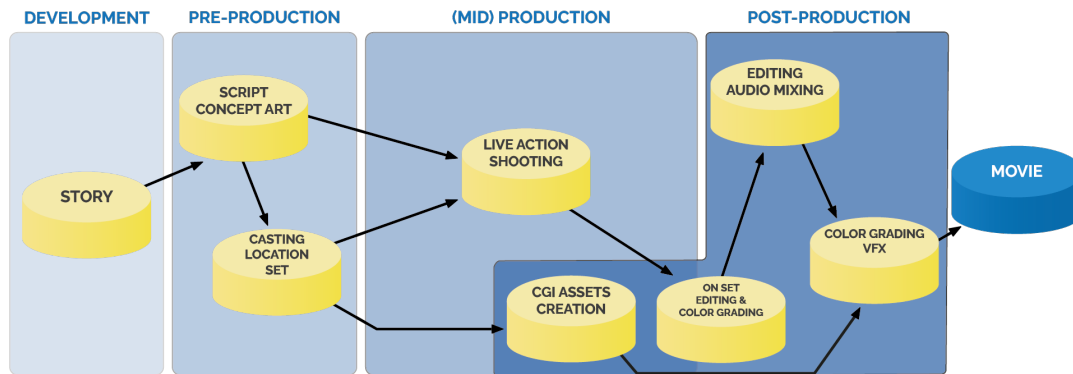 DEVELOPMENT
PRE-PRODUCTION
(MID) PRODUCTION
POST-PRODUCTION
STORY
SCRIPT
CONCEPT ART
CASTING
LOCATION
SET
LIVE ACTION
SHOOTING
CGI ASSETS
CREATION
ON SET
EDITING &
COLOR GRADING
EDITING
AUDIO MIXING
COLOR GRADING
VFX
MOVIE